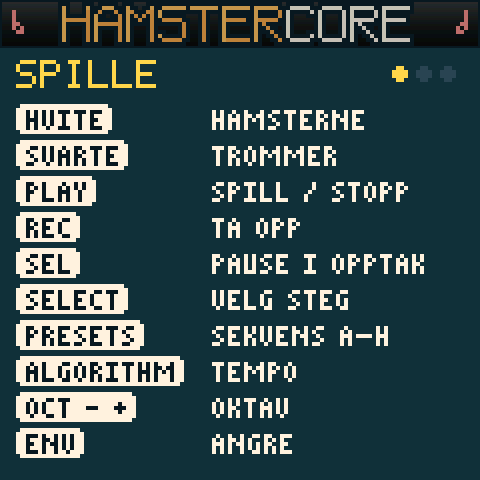 HAMSTERCORE
SPILLE
HVITE HAMSTERNE
SVARTE TROMMER
PLAY SPILL / STOPP
REC TA OPP
SEL PAUSE I OPPTAK
SELECT VELG STEG
PRESETS SEKVENS A-H
ALGORITHM TEMPO
OCT - + OKTAV
ENV ANGRE